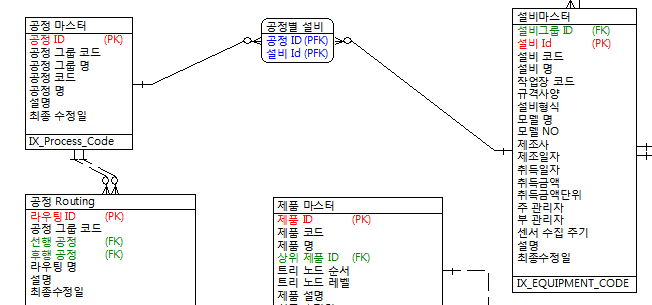 공정 마스터
공정 ID (PK)
공정 그룹 코드
공정 그룹 명
공정 코드
공정 명
설명
최종 수정일
IX_Process_Code
공정별 설비
공정 ID (PFK)
설비 Id (PFK)
설비마스터
설비그룹 ID (FK)
설비 Id (PK)
설비 코드
설비 명
작업장 코드
규격사양
설비형식
모델 명
모델 NO
제조사
제조일자
취득일자
취득금액
취득금액단위
주 관리자
부 관리자
센서 수집 주기
설명
최종수정일
IX_EQUIPMENT_CODE
공정 Routing
라우팅 ID (PK)
공정 그룹 코드
선행 공정 (FK)
후행 공정 (FK)
라우팅 명
설명
최종수정일
제품 마스터
제품 ID (PK)
제품 코드
제품 명
상위 제품 ID (FK)
트리 노드 순서
트리 노드 레벨
제품 설명